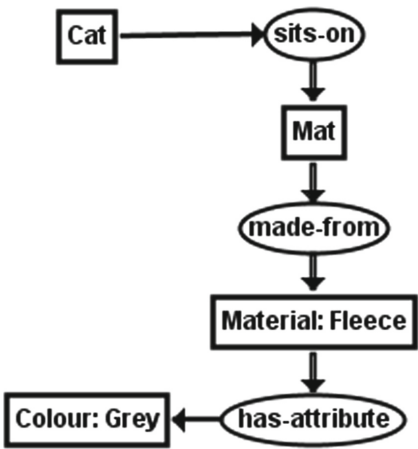 Cat
sits-on
Mat
made-from
Material: Fleece
has-attribute
Colour: Grey